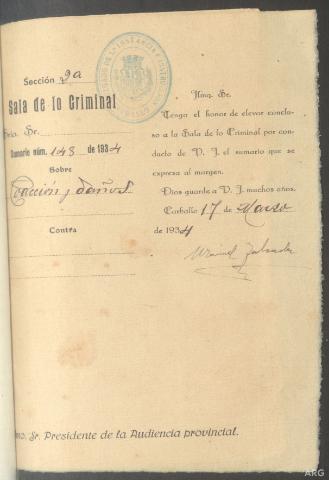 Sección 2a
Sala de lo Criminal
Sr.
Sumario núm. 148 de 1934
Sobre
Coacción y daños
Contra
Ilmo. Sr.
Tengo el honor de elevar conclu-
so a la Sala de lo Criminal por con-
ducto de V. I. el sumario que se
expresa al margen.
Dios guarde a V. I. muchos años.
Carballo 17 de Marzo
de 1934
Manuel
mo. Sr. Presidente de la Audiencia provincial.
ARG